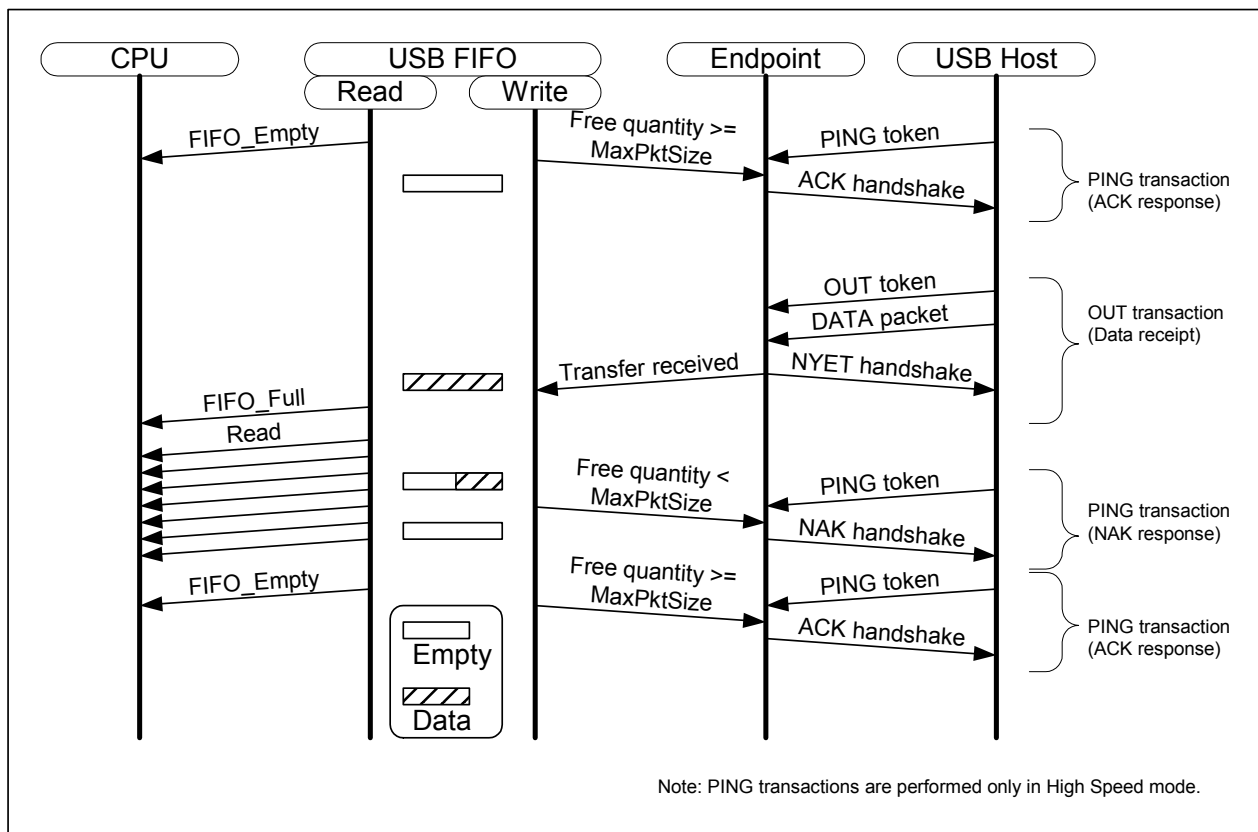 CPU
USB FIFO
Endpoint
USB Host
Read
Write
FIFO_Empty
Free quantity >=
MaxPktSize
PING token
ACK handshake
PING transaction
(ACK response)
OUT token
DATA packet
OUT transaction
(Data receipt)
Transfer received
NYET handshake
FIFO_Full
Read
Free quantity <
MaxPktSize
PING token
NAK handshake
PING transaction
(NAK response)
FIFO_Empty
Free quantity >=
MaxPktSize
PING token
ACK handshake
PING transaction
(ACK response)
Empty
Data
Note: PING transactions are performed only in High Speed mode.